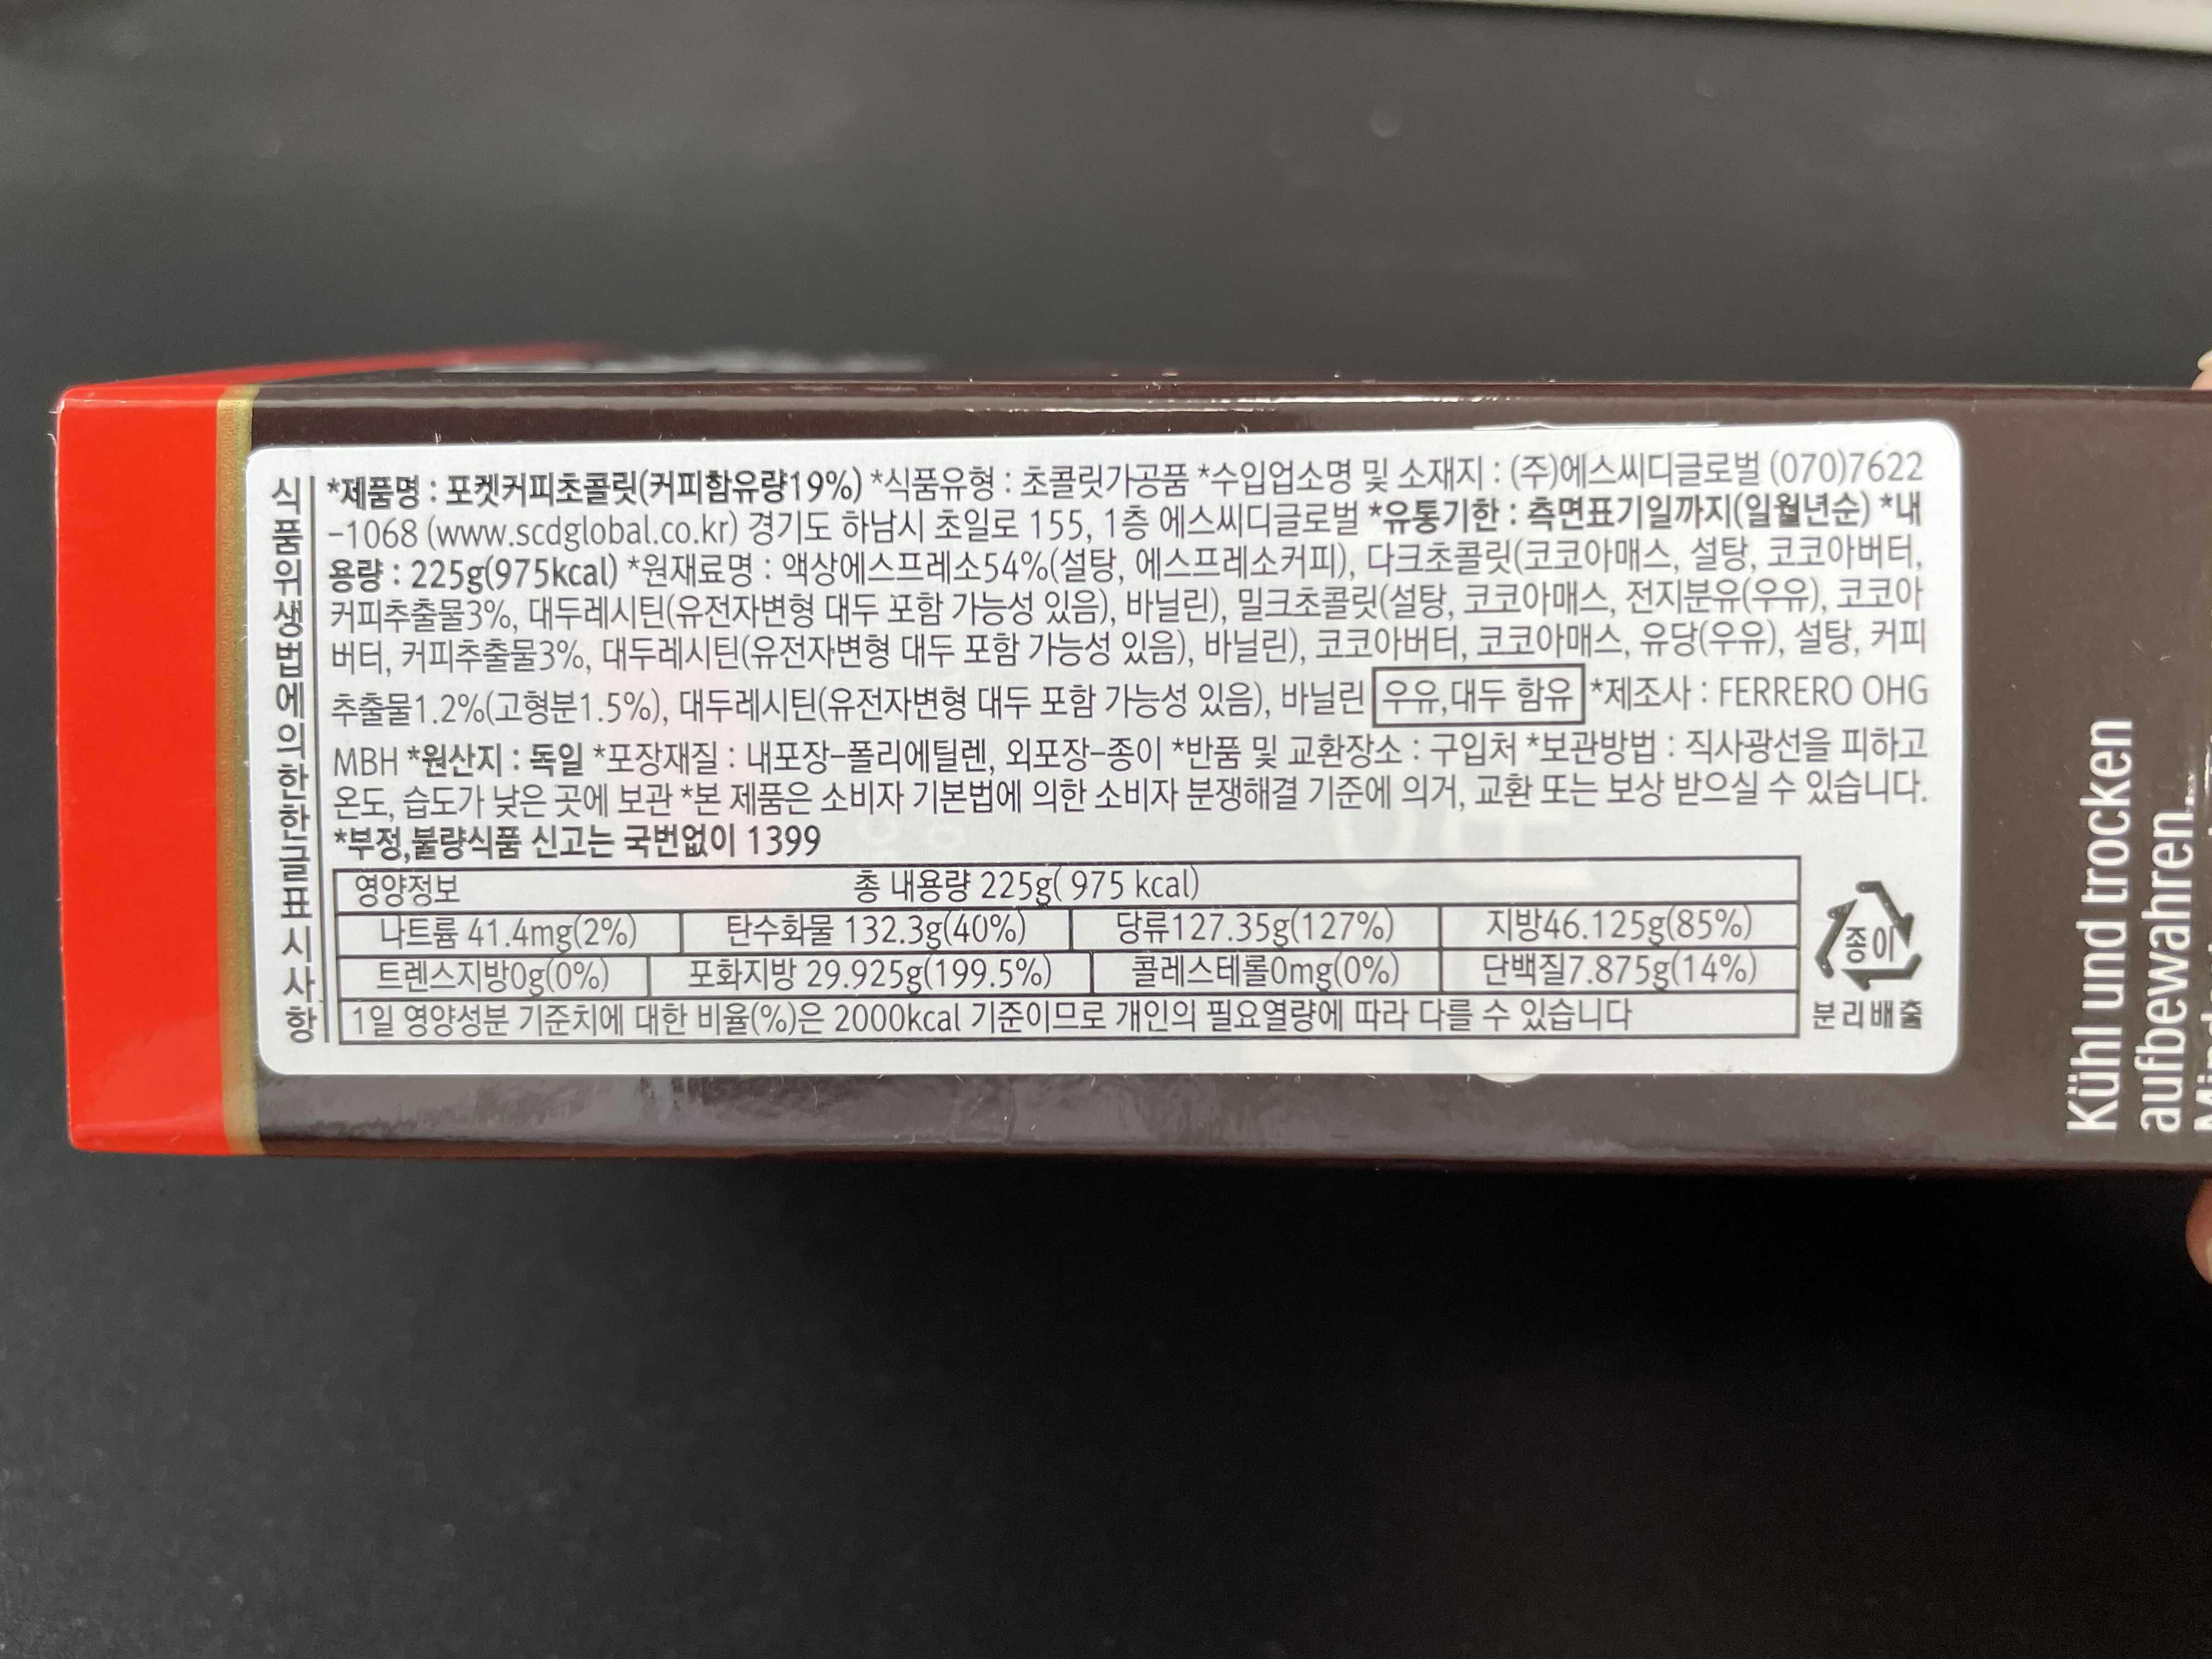 식품위생법에의한한글표시사항
*제품명 : 포켓커피초콜릿(커피함유량19%) *식품유형 : 초콜릿가공품 *수입업소명 및 소재지 : (주)에스씨디글로벌 (070)7622
-1068 (www.scdglobal.co.kr) 경기도 하남시 초일로 155, 1층 에스씨디글로벌 *유통기한 : 측면표기일까지(일월년순) *내
용량 : 225g(975kcal) *원재료명 : 액상에스프레소54%(설탕, 에스프레소커피), 다크초콜릿(코코아매스, 설탕, 코코아버터,
커피추출물3%, 대두레시틴(유전자변형 대두 포함 가능성 있음), 바닐린), 밀크초콜릿(설탕, 코코아매스, 전지분유(우유), 코코아
버터, 커피추출물3%, 대두레시틴(유전자변형 대두 포함 가능성 있음), 바닐린), 코코아버터, 코코아매스, 유당(우유), 설탕, 커피
추출물1.2%(고형분1.5%), 대두레시틴(유전자변형 대두 포함 가능성 있음), 바닐린 우유,대두 함유 *제조사 : FERRERO OHG
MBH *원산지 : 독일 *포장재질 : 내포장-폴리에틸렌, 외포장-종이 *반품 및 교환장소 : 구입처 *보관방법 : 직사광선을 피하고
온도, 습도가 낮은 곳에 보관 *본 제품은 소비자 기본법에 의한 소비자 분쟁해결 기준에 의거, 교환 또는 보상 받으실 수 있습니다.
*부정,불량식품 신고는 국번없이 1399
영양정보 총 내용량 225g( 975 kcal)
나트륨 41.4mg(2%) 탄수화물 132.3g(40%) 당류127.35g(127%) 지방46.125g(85%)
트렌스지방0g(0%) 포화지방 29.925g(199.5%) 콜레스테롤0mg(0%) 단백질7.875g(14%)
1일 영양성분 기준치에 대한 비율(%)은 2000kcal 기준이므로 개인의 필요열량에 따라 다를 수 있습니다
종이
분리배출
Kühl und trocken
aufbewahren.